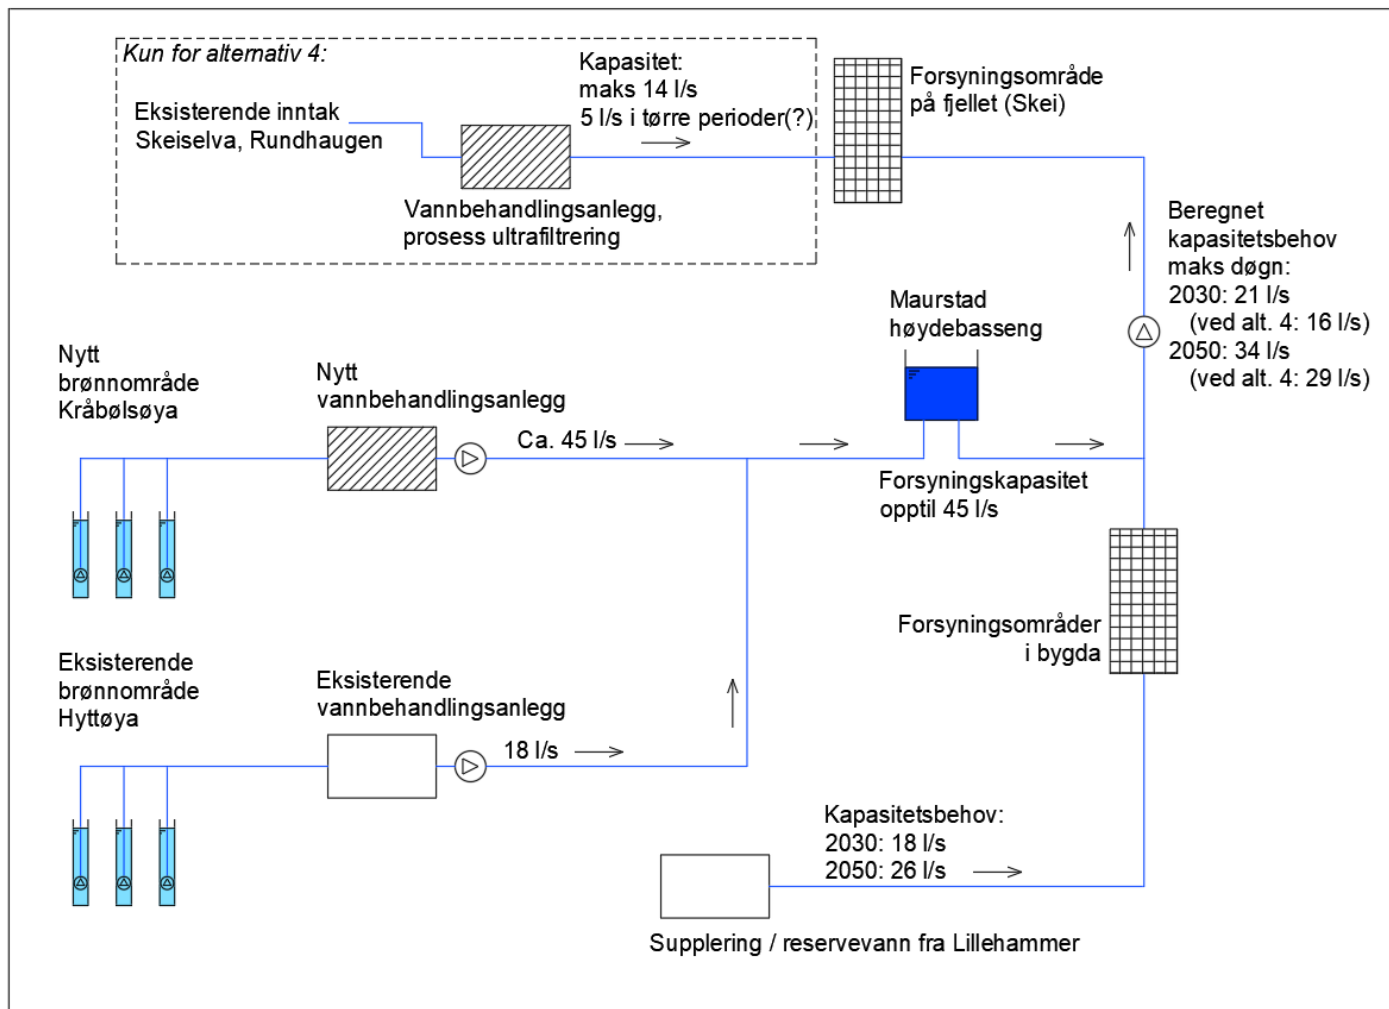 Kun for alternativ 4:
Eksisterende inntak
Skeiselva, Rundhaugen
Kapasitet:
maks 14 l/s
5 l/s i tørre perioder(?)
Vannbehandlingsanlegg,
prosess ultrafiltrering
Forsyningsområde
på fjellet (Skei)
Beregnet
kapasitetsbehov
maks døgn:
2030: 21 l/s
(ved alt. 4: 16 l/s)
2050: 34 l/s
(ved alt. 4: 29 l/s)
Maurstad
høydebasseng
Nytt
brønnområde
Kråbølsøya
Nytt
vannbehandlingsanlegg
Ca. 45 l/s
Forsyningskapasitet
opptil 45 l/s
Forsyningsområder
i bygda
Eksisterende
brønnområde
Hyttøya
Eksisterende
vannbehandlingsanlegg
18 l/s
Kapasitetsbehov:
2030: 18 l/s
2050: 26 l/s
Supplering / reservevann fra Lillehammer